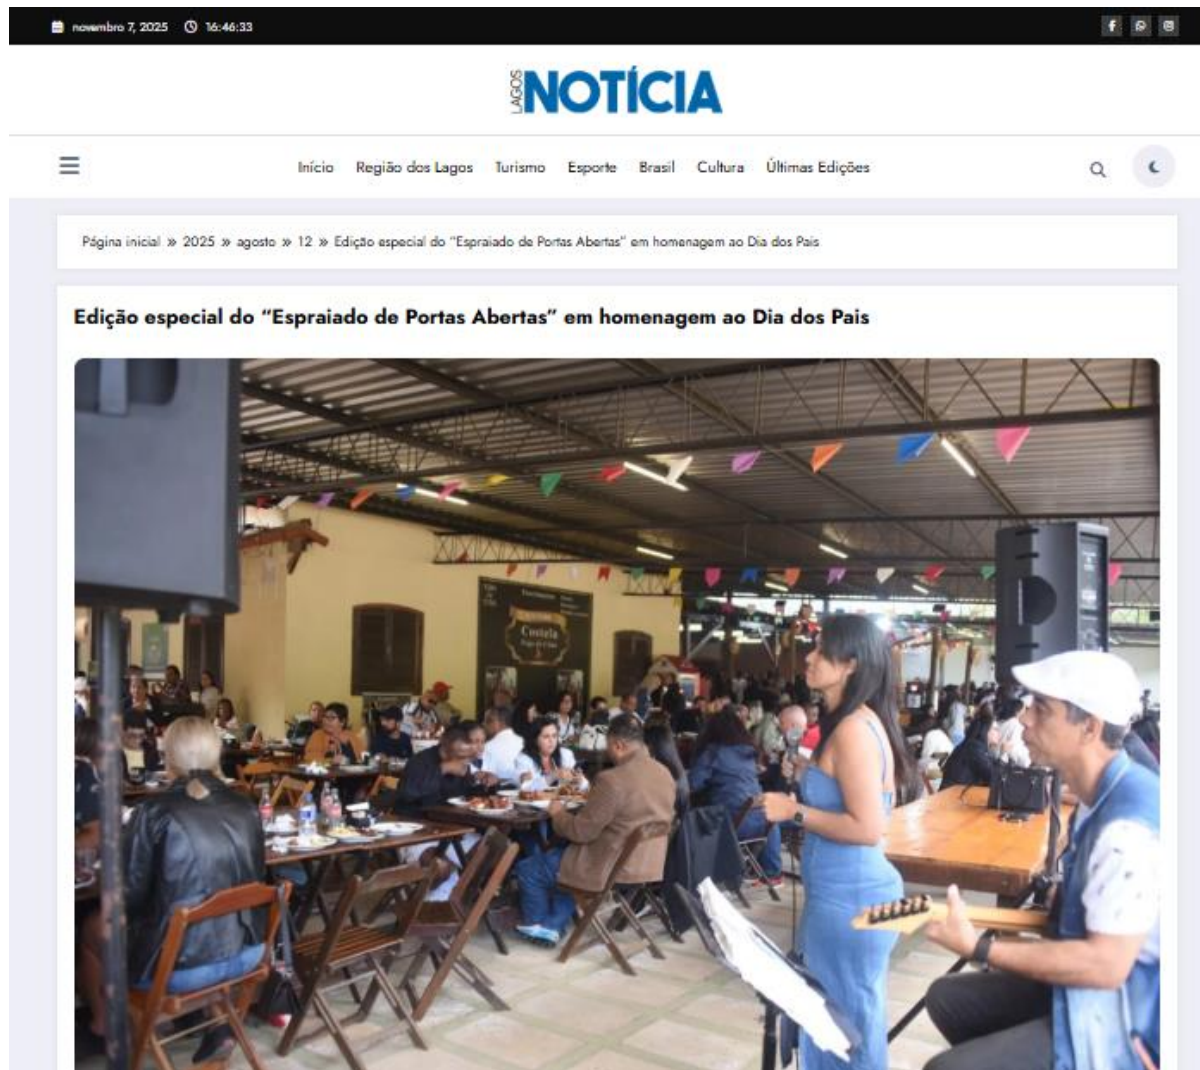 novembro 7, 2025 16:46:33
LAGOS
NOTÍCIA
Início Região dos Lagos Turismo Esporte Brasil Cultura Últimas Edições
Página inicial » 2025 » agosto » 12 » Edição especial do “Espraiado de Portas Abertas” em homenagem ao Dia dos Pais
Edição especial do “Espraiado de Portas Abertas” em homenagem ao Dia dos Pais
Costela